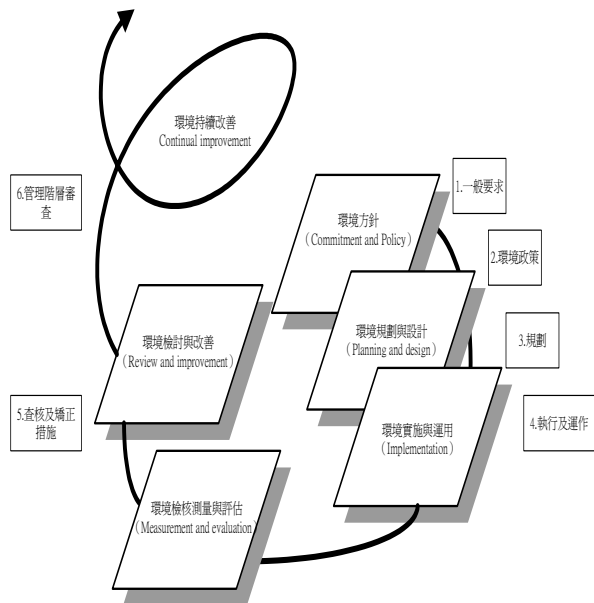 環境持續改善
Continual improvement
6.管理階層審
查
1.一般要求
環境方針
（Commitment and Policy）
2.環境政策
環境檢討與改善
（Review and improvement）
環境規劃與設計
（Planning and design）
3.規劃
5.查核及矯正
措施
環境實施與運用
（Implementation）
4.執行及運作
環境檢核測量與評估
（Measurement and evaluation）